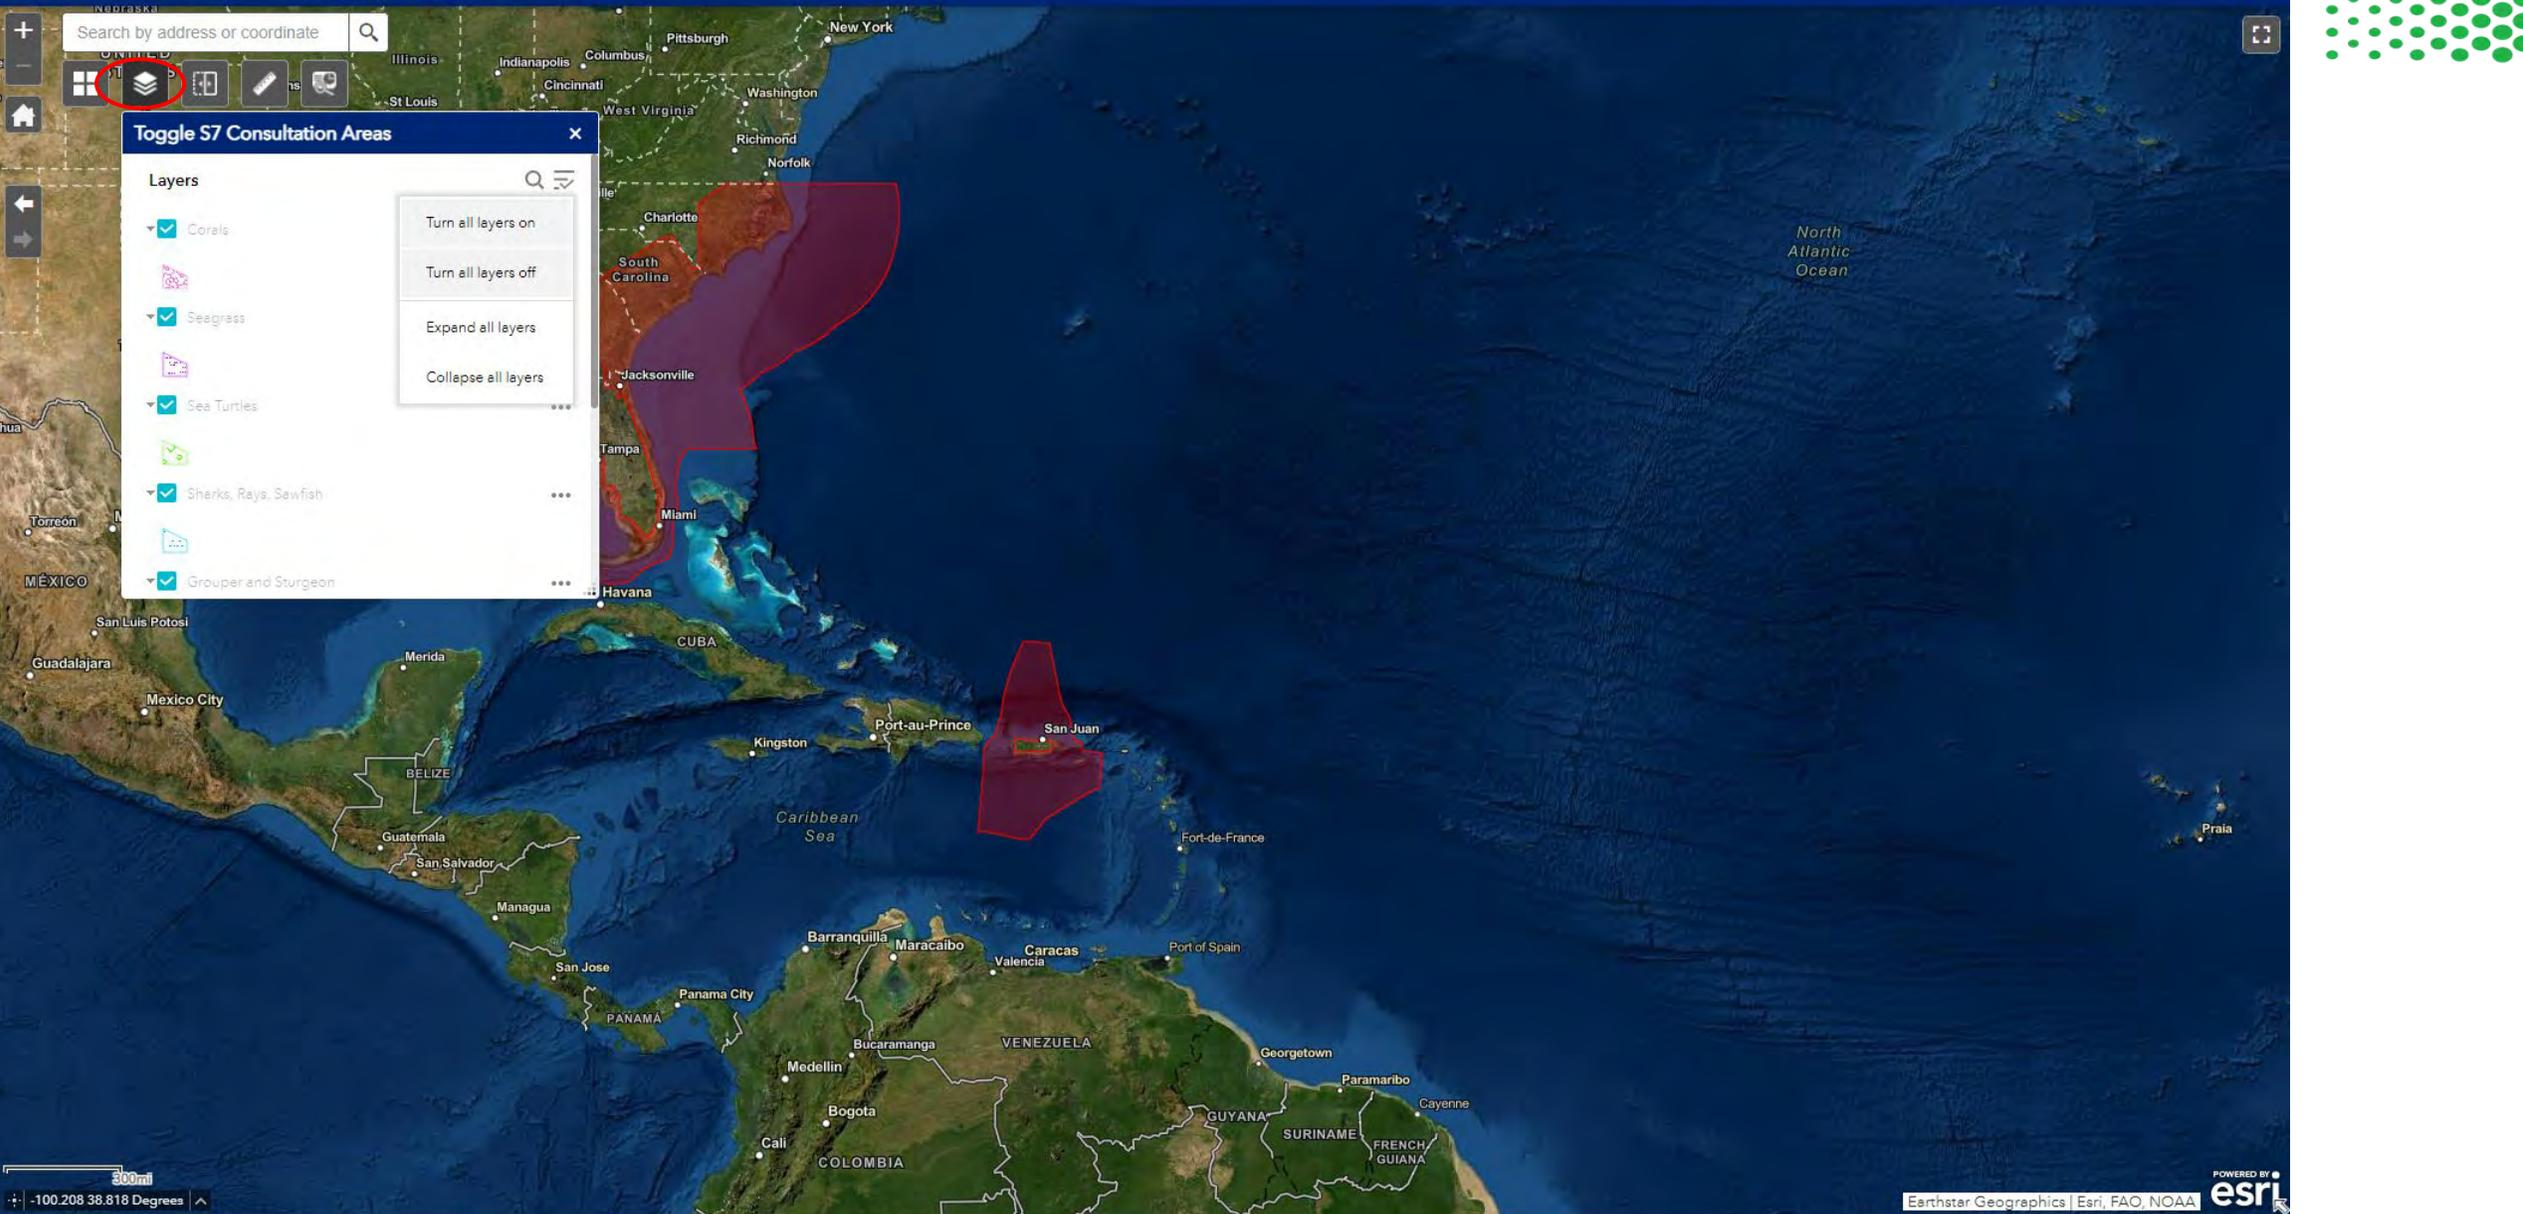 Nebraska
Search by address or coordinate
UNITED
Illinois
Indianapolis
Columbus
Pittsburgh
New York
Cincinnati
St Louis
West Virginia
Washington
Richmond
Norfolk
Toggle S7 Consultation Areas
Layers
Corals
Seagrass
Sea Turtles
Sharks, Rays, Sawfish
Grouper and Sturgeon
Turn all layers on
Turn all layers off
Expand all layers
Collapse all layers
Charlotte
South
Carolina
Jacksonville
Tampa
Miami
North
Atlantic
Ocean
Torreón
MÉXICO
Havana
San Luis Potosi
CUBA
Guadalajara
Merida
Mexico City
Port-au-Prince
San Juan
Kingston
BELIZE
Caribbean
Sea
Guatemala
San Salvador
Fort-de-France
Praia
Managua
Barranquilla
Maracaibo
Caracas
Valencia
Port of Spain
San Jose
Panama City
PANAMÁ
Bucaramanga
VENEZUELA
Georgetown
Medellin
Paramaribo
Bogota
GUYANA
Cayenne
Cali
SURINAME
FRENCH
GUIANA
COLOMBIA
300mi
-100.208 38.818 Degrees
Earthstar Geographics | Esri, FAO, NOAA
POWERED BY
esri